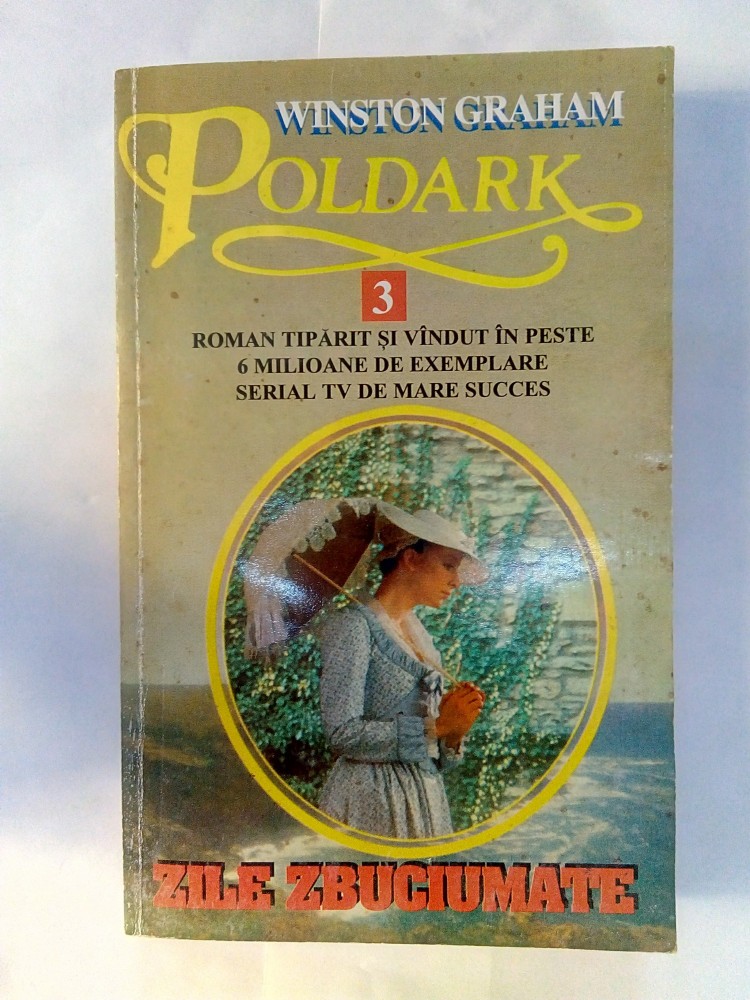 WINSTON GRAHAM
POLDARK
3
ROMAN TIPĂRIT ȘI VÎNDUT ÎN PESTE
6 MILIOANE DE EXEMPLARE
SERIAL TV DE MARE SUCCES
ZILE ZBUCIUMATE